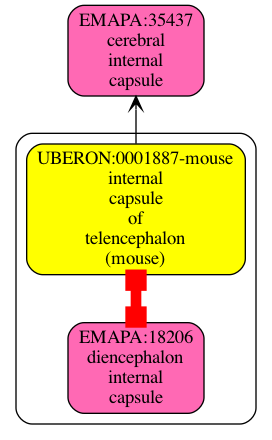 EMAPA:35437
cerebral
internal
capsule
UBERON:0001887-mouse
internal
capsule
of
telencephalon
(mouse)
EMAPA:18206
diencephalon
internal
capsule